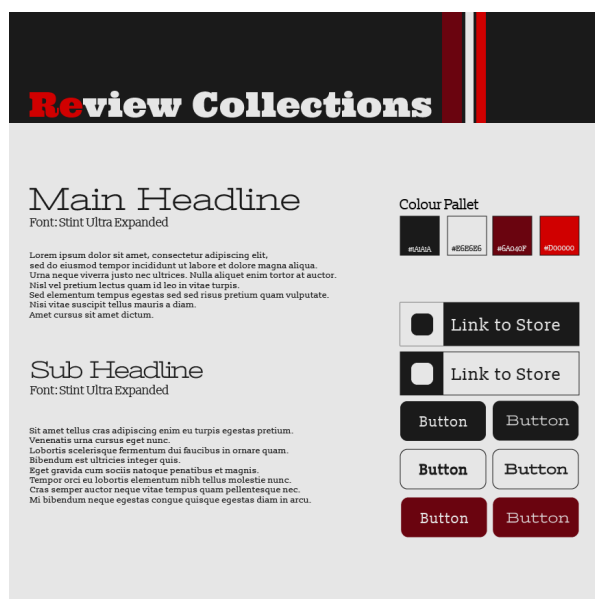 Review Collections
Main Headline
Font: Stint Ultra Expanded
Lorem ipsum dolor sit amet, consectetur adipiscing elit,
sed do eiusmod tempor incididunt ut labore et dolore magna aliqua.
Urna neque viverra justo nec ultrices. Nulla aliquet enim tortor at auctor.
Nisl vel pretium lectus quam id leo in vitae turpis.
Sed elementum tempus egestas sed sed risus pretium quam vulputate.
Nisi vitae suscipit tellus mauris a diam.
Amet cursus sit amet dictum.
Sub Headline
Font: Stint Ultra Expanded
Sit amet tellus cras adipiscing enim eu turpis egestas pretium.
Venenatis urna cursus eget nunc.
Lobortis scelerisque fermentum dui faucibus in ornare quam.
Bibendum est ultricies integer quis.
Eget gravida cum sociis natoque penatibus et magnis.
Tempor orci eu lobortis elementum nibh tellus molestie nunc.
Cras semper auctor neque vitae tempus quam pellentesque nec.
Mi bibendum neque egestas congue quisque egestas diam in arcu.
Colour Pallet
#1A1A1A #E6E6E6 #6A040F #D00000
Link to Store
Link to Store
Button Button
Button Button
Button Button